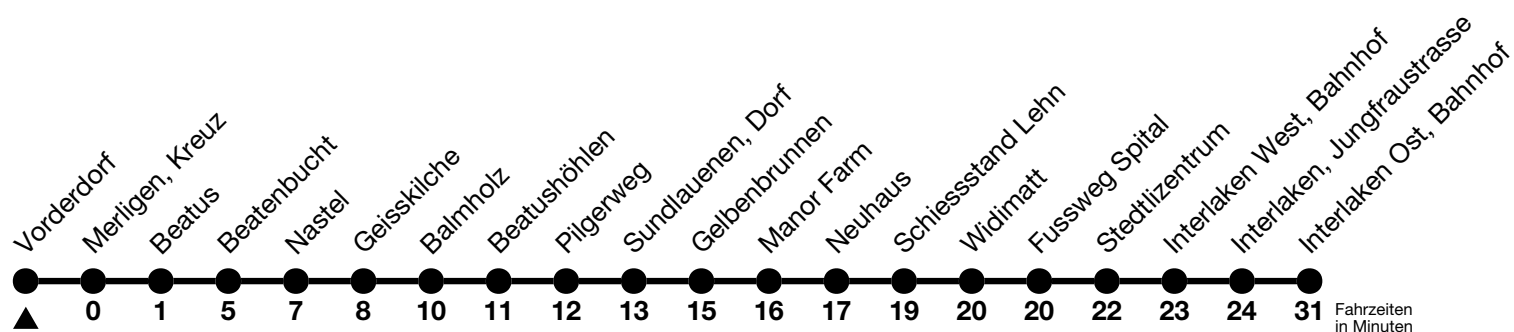 Vorderdorf
Merligen, Kreuz
Beatus
Beatenbucht
Nastel
Geisskilche
Balmholz
Beatushöhlen
Pilgerweg
Sundlauenen, Dorf
Gelbenbrunnen
Manor Farm
Neuhaus
Schiessstand Lehn
Widimatt
Fussweg Spital
Stedtlizentrum
Interlaken West, Bahnhof
Interlaken, Jungfraustrasse
Interlaken Ost, Bahnhof
0 1 5 7 8 10 11 12 13 15 16 17 19 20 20 22 23 24 31
Fahrzeiten
in Minuten